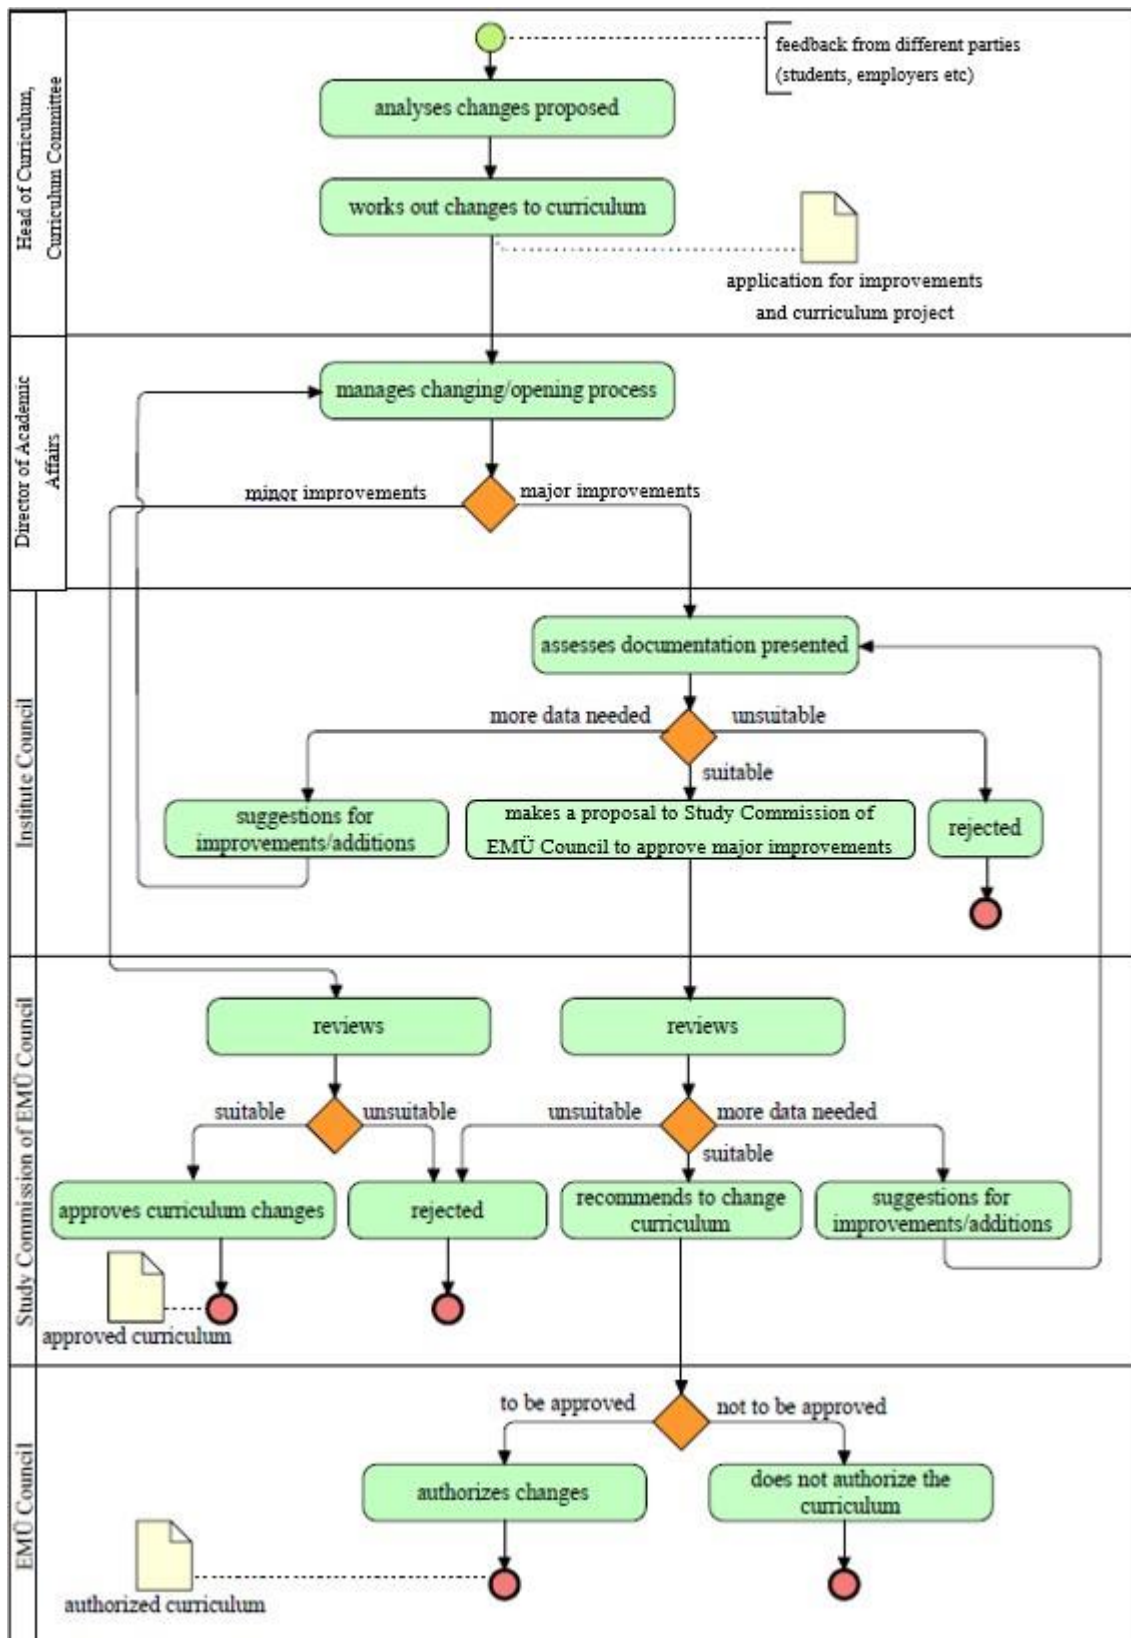 Head of Curriculum,
Curriculum Committee
feedback from different parties
(students, employers etc)
analyses changes proposed
works out changes to curriculum
application for improvements
and curriculum project
Director of Academic
Affairs
manages changing/opening process
minor improvements
major improvements
Institute Council
assesses documentation presented
more data needed
unsuitable
suitable
suggestions for
improvements/additions
makes a proposal to Study Commission of
EMÜ Council to approve major improvements
rejected
Study Commission of EMÜ Council
reviews
reviews
suitable
unsuitable
unsuitable
more data needed
suitable
approves curriculum changes
rejected
recommends to change
curriculum
suggestions for
improvements/additions
approved curriculum
EMÜ Council
to be approved
not to be approved
authorizes changes
does not authorize the
curriculum
authorized curriculum